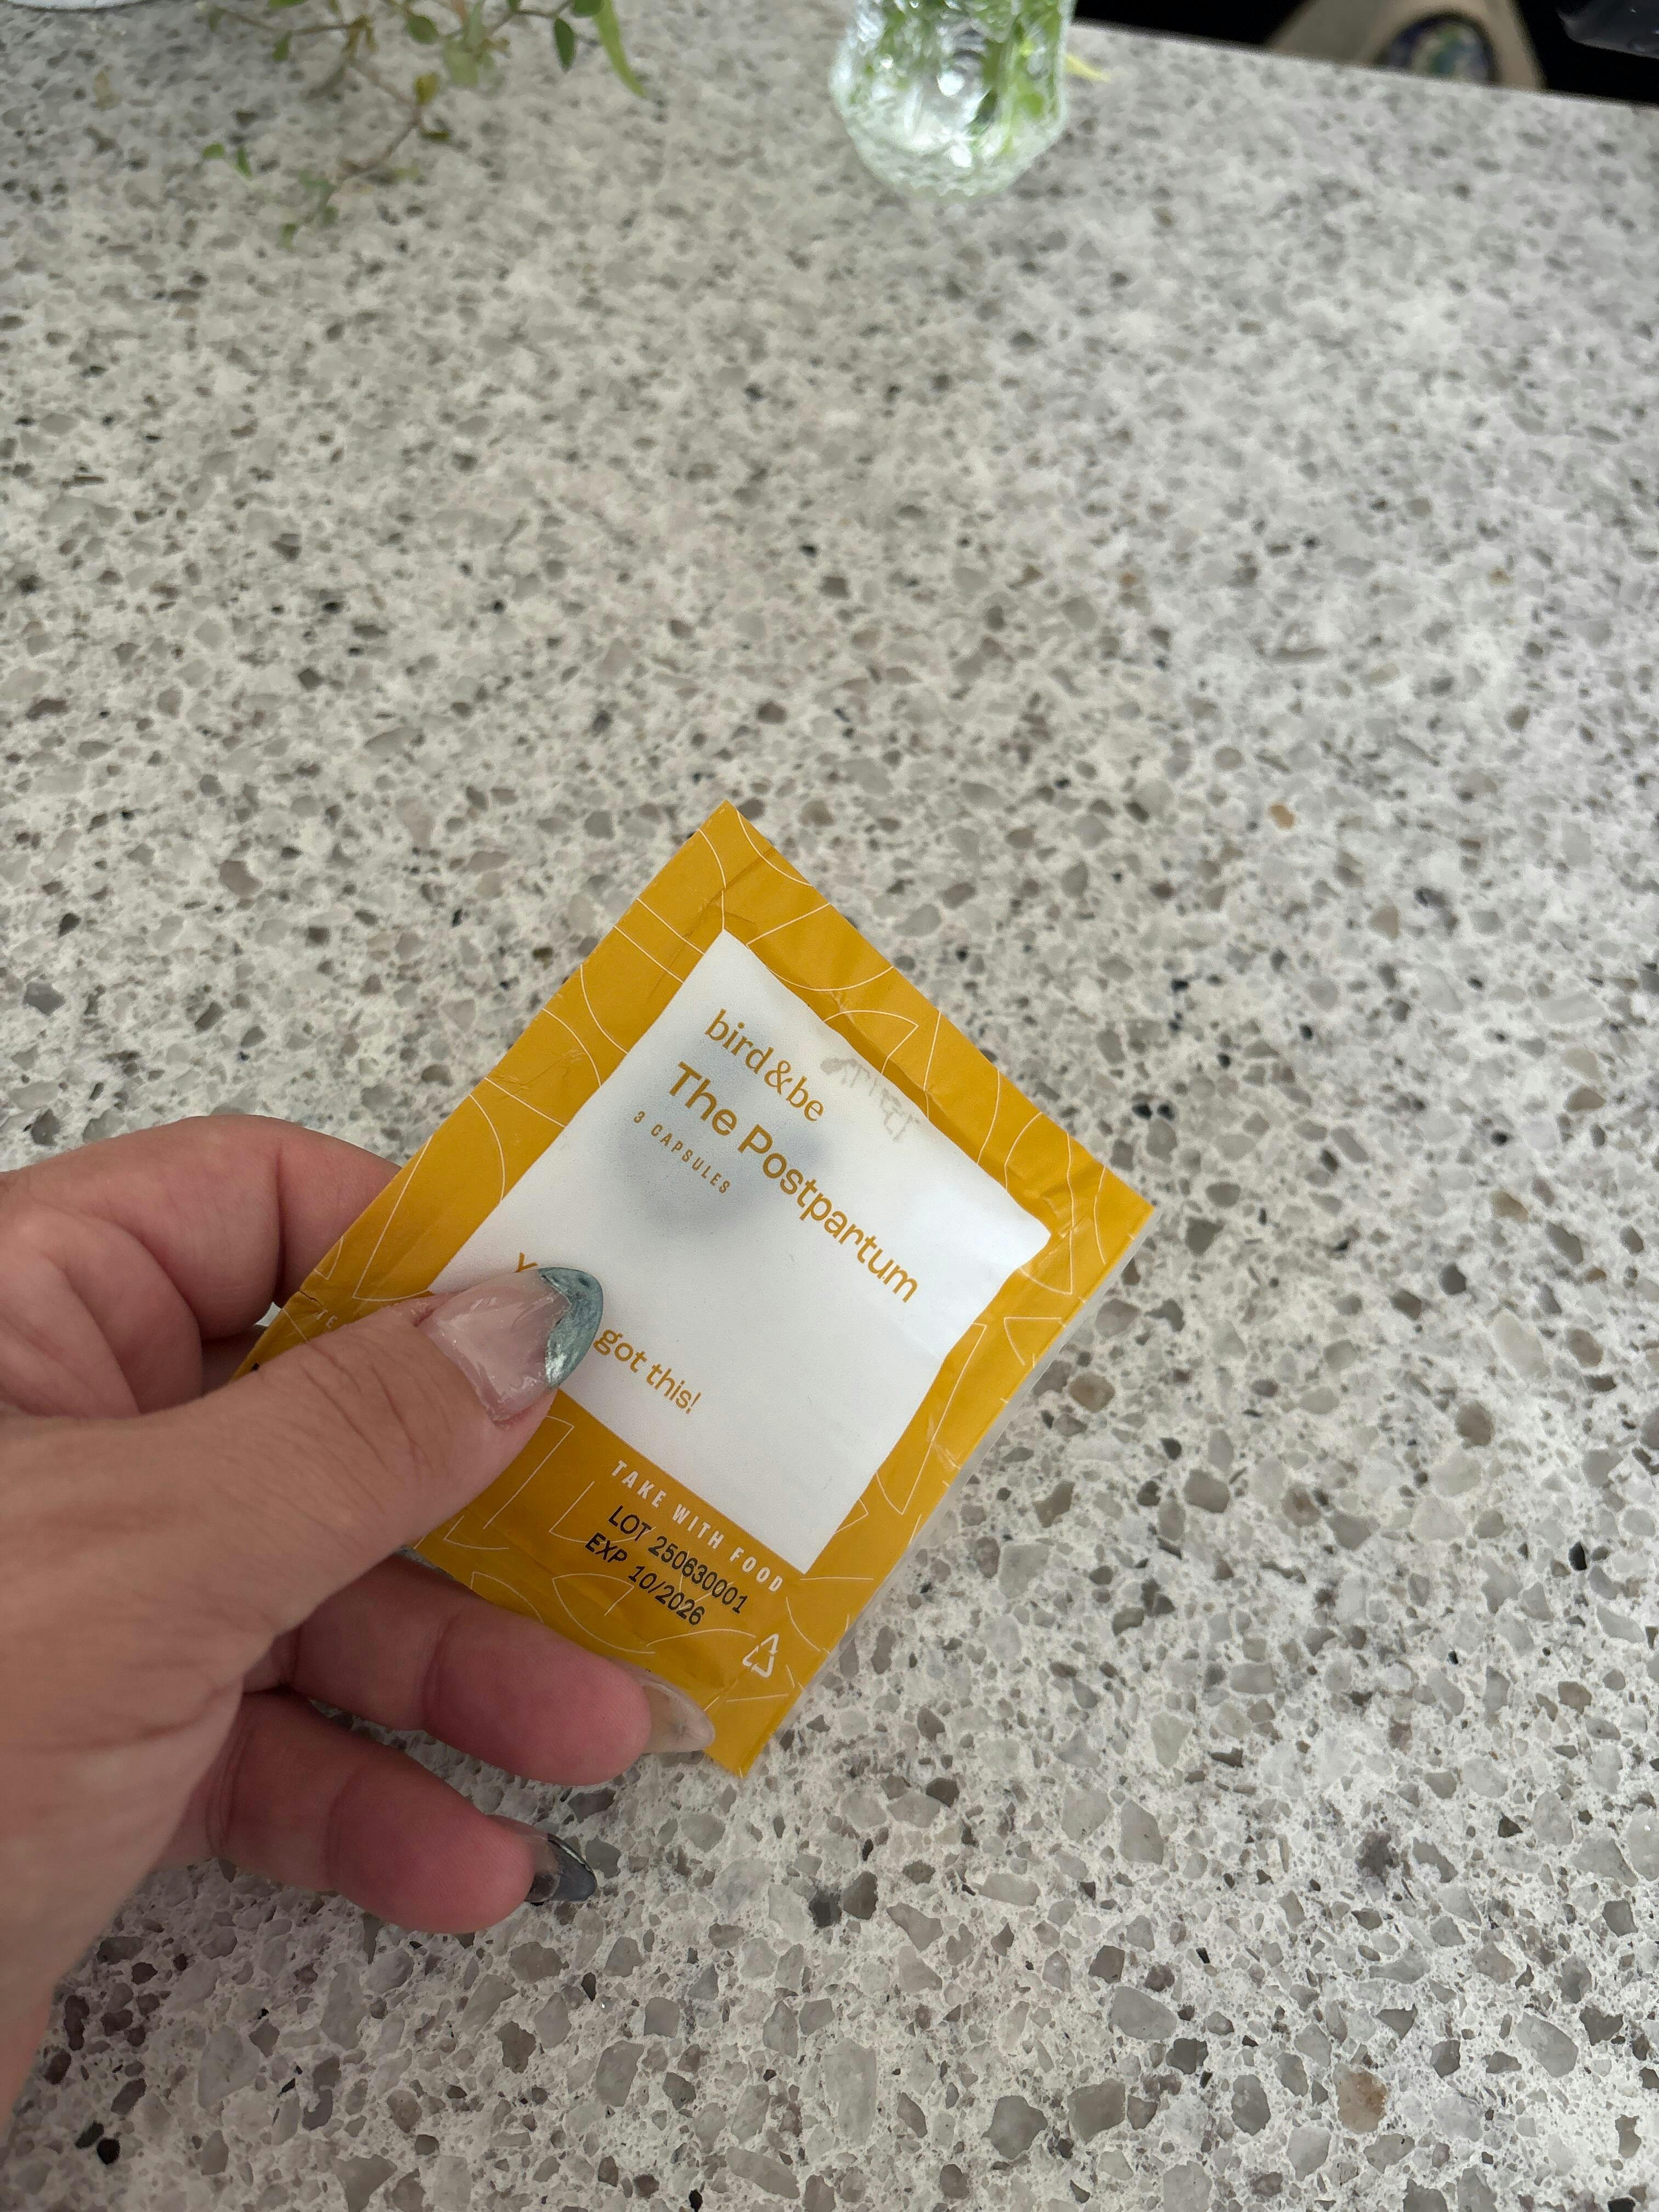 bird&be
The Postpartum
3 CAPSULES
got this!
TAKE WITH FOOD
LOT 250630001
EXP 10/2026